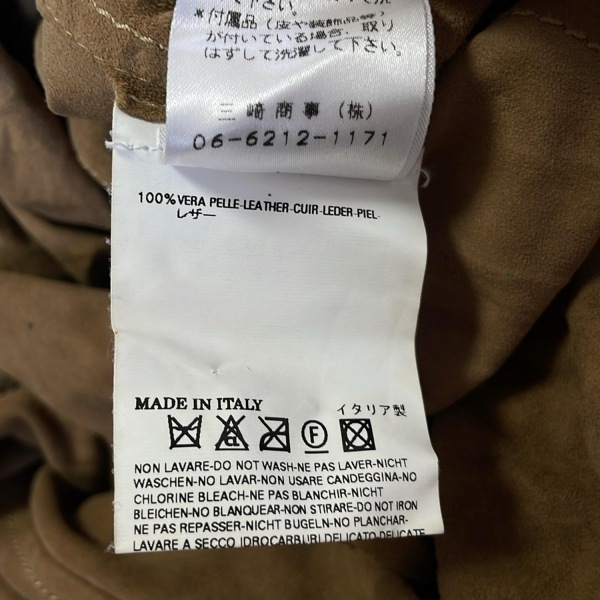 *付属品（皮や装飾品等）
が付いている場合、取り
はずして洗濯して下さい。
三崎商事（株）
06-6212-1171
100%VERA PELLE-LEATHER-CUIR-LEDER-PIEL-
レザー
MADE IN ITALY イタリア製
CL F
NON LAVARE-DO NOT WASH-NE PAS LAVER-NICHT
WASCHEN-NO LAVAR-NON USARE CANDEGGINA-NO
CHLORINE BLEACH-NE PAS BLANCHIR-NICHT
BLEICHEN-NO BLANQUEAR-NON STIRARE-DO NOT IRON
NE PAS REPASSER-NICHT BUGELN-NO PLANCHAR-
LAVARE A SECCO IDROCARBURI DELICATO-DELICATE